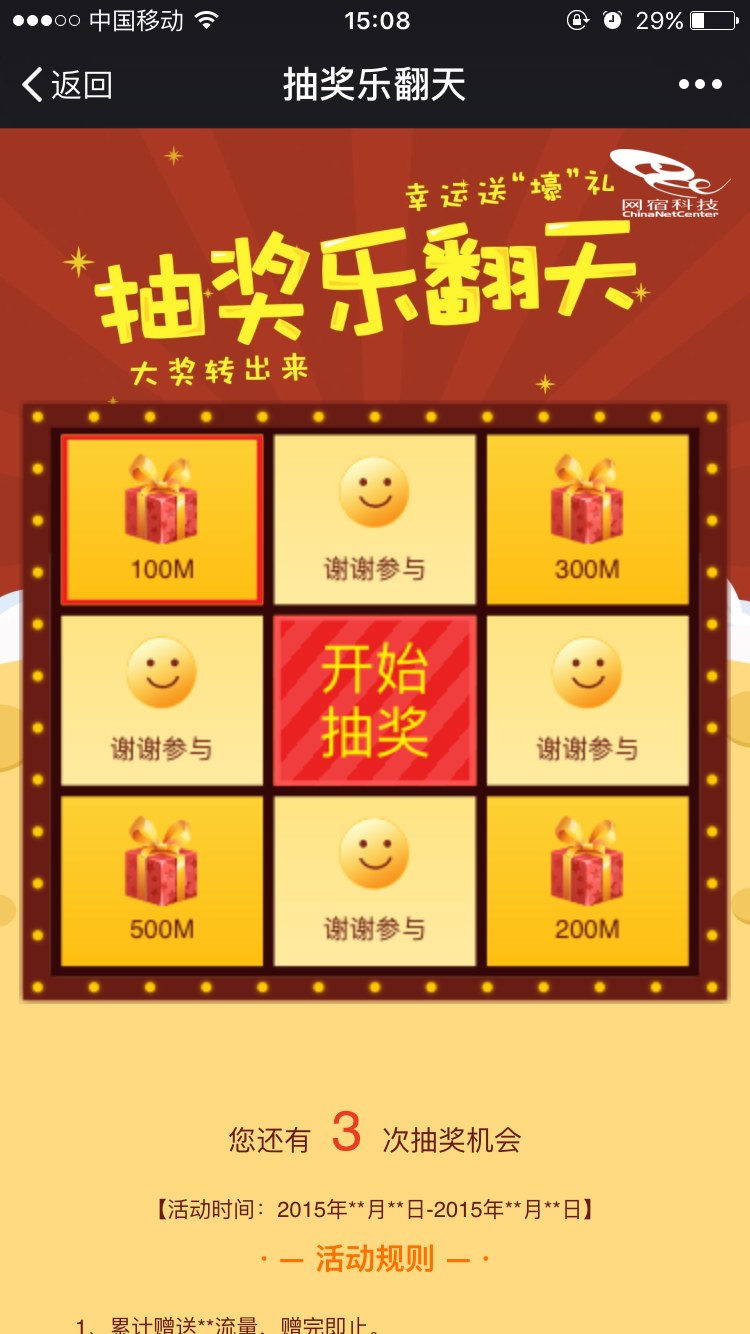 中国移动
15:08
29%
返回
抽奖乐翻天
幸运送“壕”礼
网宿科技
ChinaNetCenter
抽奖乐翻天
大奖转出来
100M
谢谢参与
300M
谢谢参与
开始
抽奖
谢谢参与
500M
谢谢参与
200M
您还有 3 次抽奖机会
【活动时间：2015年**月**日-2015年**月**日】
· — 活动规则 — ·
1、累计赠送**流量，赠完即止。